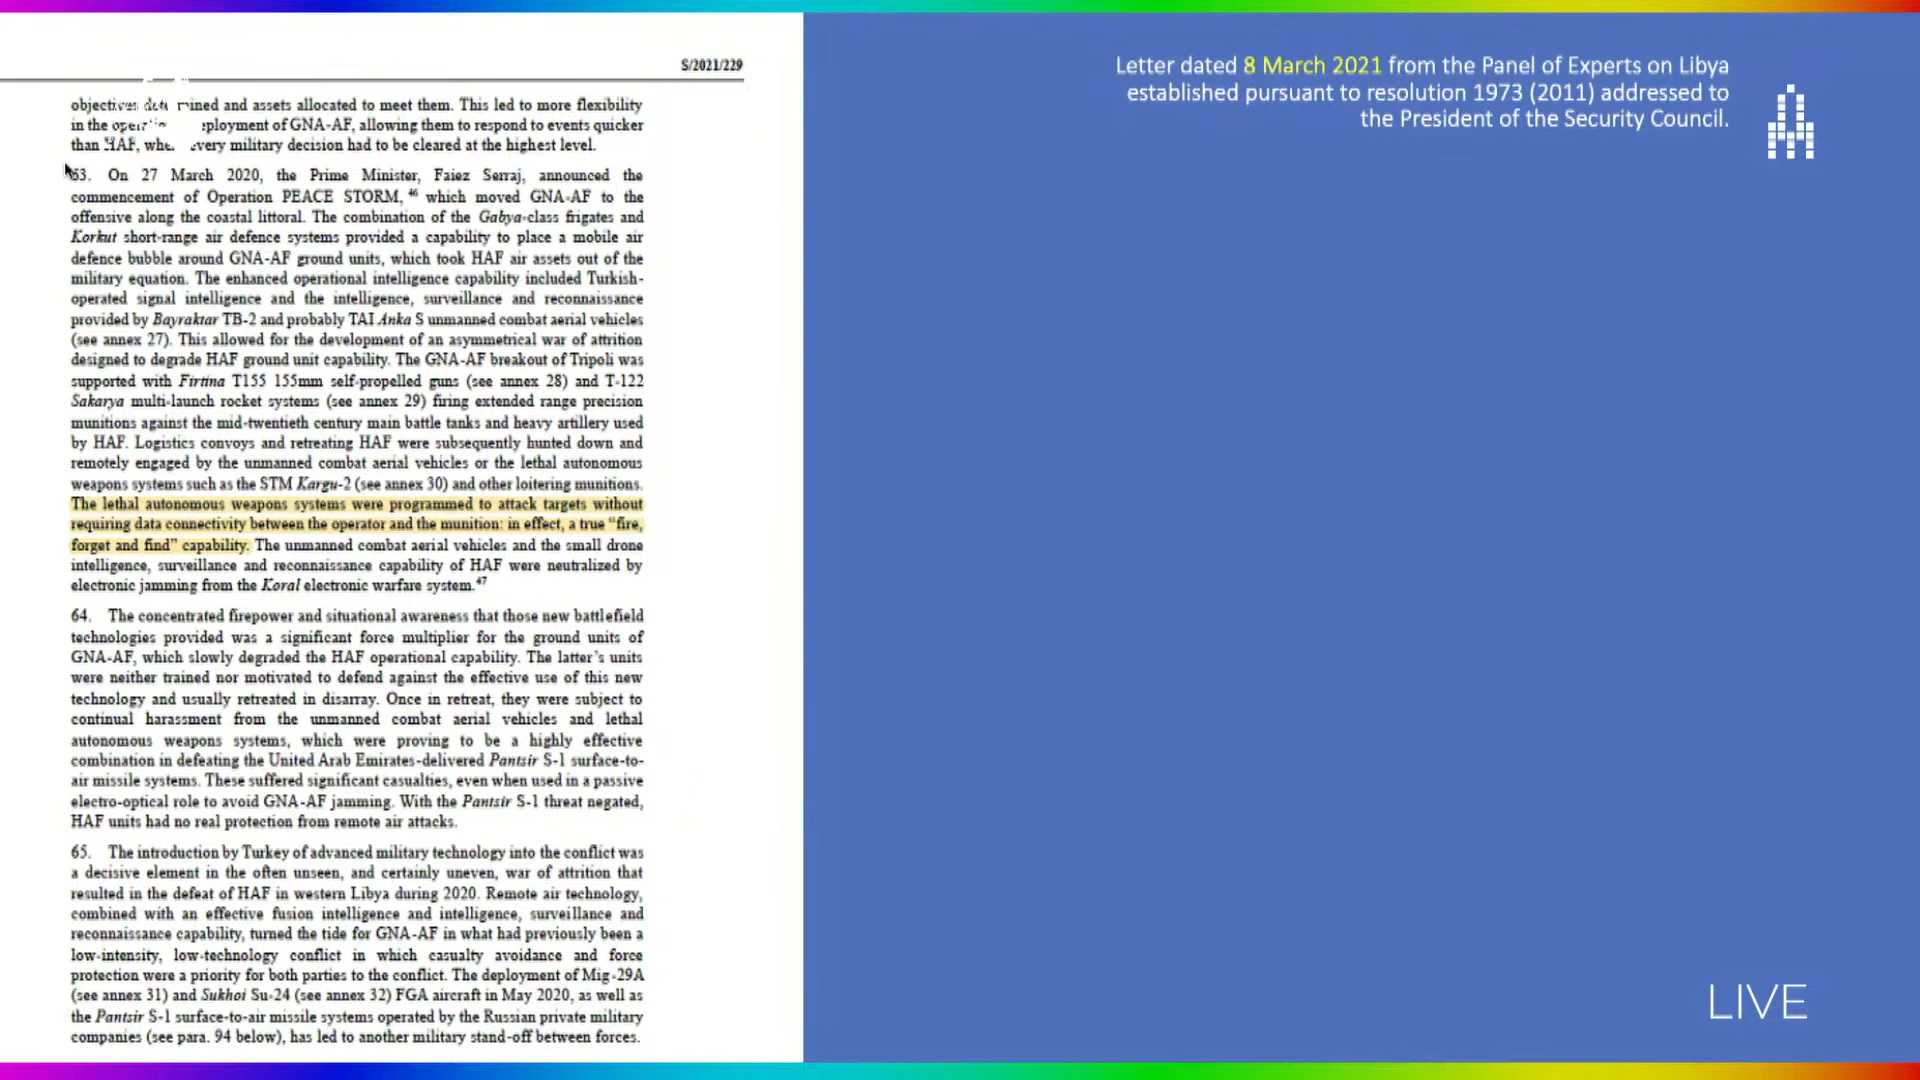 S/2021/229
objectives determined and assets allocated to meet them. This led to more flexibility
in the deployment of GNA-AF, allowing them to respond to events quicker
than HAF, where every military decision had to be cleared at the highest level.
63. On 27 March 2020, the Prime Minister, Faiez Serraj, announced the
commencement of Operation PEACE STORM, 46 which moved GNA-AF to the
offensive along the coastal littoral. The combination of the Gabya-class frigates and
Korkut short-range air defence systems provided a capability to place a mobile air
defence bubble around GNA-AF ground units, which took HAF air assets out of the
military equation. The enhanced operational intelligence capability included Turkish-
operated signal intelligence and the intelligence, surveillance and reconnaissance
provided by Bayraktar TB-2 and probably TAI Anka S unmanned combat aerial vehicles
(see annex 27). This allowed for the development of an asymmetrical war of attrition
designed to degrade HAF ground unit capability. The GNA-AF breakout of Tripoli was
supported with Firtina T155 155mm self-propelled guns (see annex 28) and T-122
Sakarya multi-launch rocket systems (see annex 29) firing extended range precision
munitions against the mid-twentieth century main battle tanks and heavy artillery used
by HAF. Logistics convoys and retreating HAF were subsequently hunted down and
remotely engaged by the unmanned combat aerial vehicles or the lethal autonomous
weapons systems such as the STM Kargu-2 (see annex 30) and other loitering munitions.
The lethal autonomous weapons systems were programmed to attack targets without
requiring data connectivity between the operator and the munition: in effect, a true “fire,
forget and find” capability. The unmanned combat aerial vehicles and the small drone
intelligence, surveillance and reconnaissance capability of HAF were neutralized by
electronic jamming from the Koral electronic warfare system.47
64. The concentrated firepower and situational awareness that those new battlefield
technologies provided was a significant force multiplier for the ground units of
GNA-AF, which slowly degraded the HAF operational capability. The latter’s units
were neither trained nor motivated to defend against the effective use of this new
technology and usually retreated in disarray. Once in retreat, they were subject to
continual harassment from the unmanned combat aerial vehicles and lethal
autonomous weapons systems, which were proving to be a highly effective
combination in defeating the United Arab Emirates-delivered Pantsir S-1 surface-to-
air missile systems. These suffered significant casualties, even when used in a passive
electro-optical role to avoid GNA-AF jamming. With the Pantsir S-1 threat negated,
HAF units had no real protection from remote air attacks.
65. The introduction by Turkey of advanced military technology into the conflict was
a decisive element in the often unseen, and certainly uneven, war of attrition that
resulted in the defeat of HAF in western Libya during 2020. Remote air technology,
combined with an effective fusion intelligence and intelligence, surveillance and
reconnaissance capability, turned the tide for GNA-AF in what had previously been a
low-intensity, low-technology conflict in which casualty avoidance and force
protection were a priority for both parties to the conflict. The deployment of Mig-29A
(see annex 31) and Sukhoi Su-24 (see annex 32) FGA aircraft in May 2020, as well as
the Pantsir S-1 surface-to-air missile systems operated by the Russian private military
companies (see para. 94 below), has led to another military stand-off between forces.
Letter dated 8 March 2021 from the Panel of Experts on Libya
established pursuant to resolution 1973 (2011) addressed to
the President of the Security Council.
LIVE